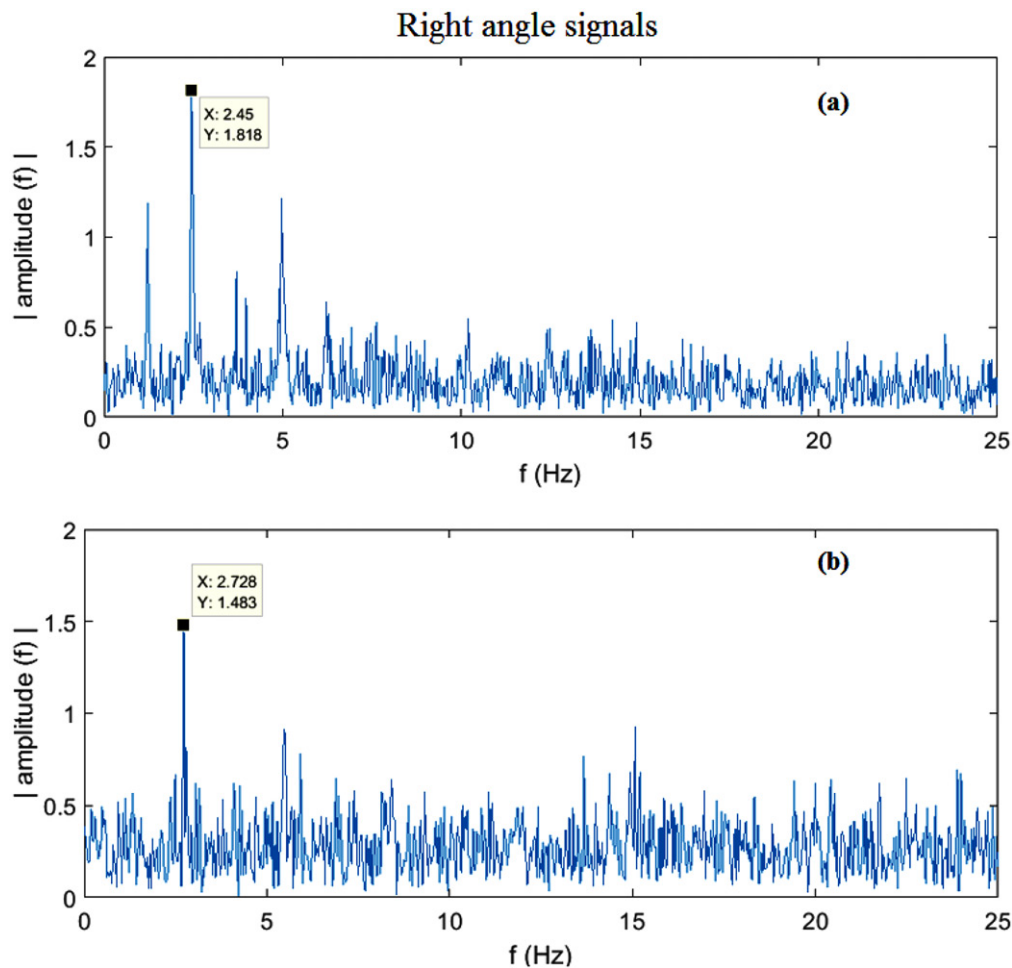 Right angle signals
2
1.5
1
0.5
0
| amplitude (f) |
X: 2.45
Y: 1.818
(a)
0 5 10 15 20 25
f (Hz)
2
1.5
1
0.5
0
| amplitude (f) |
X: 2.728
Y: 1.483
(b)
0 5 10 15 20 25
f (Hz)